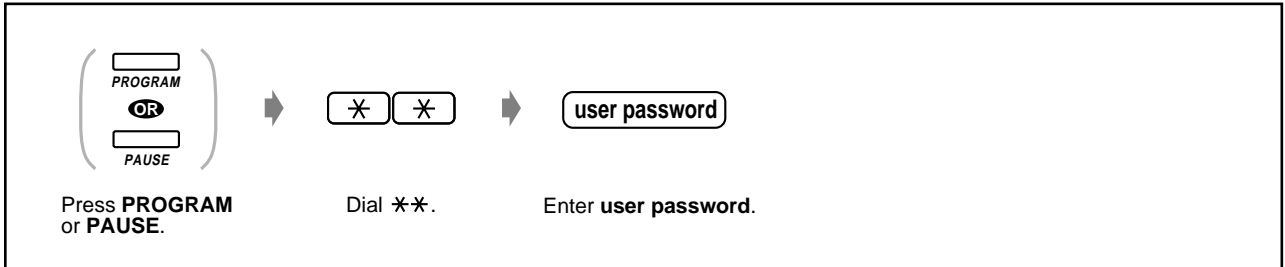 PROGRAM
OR
PAUSE
* *
user password
Press PROGRAM
or PAUSE.
Dial **.
Enter user password.